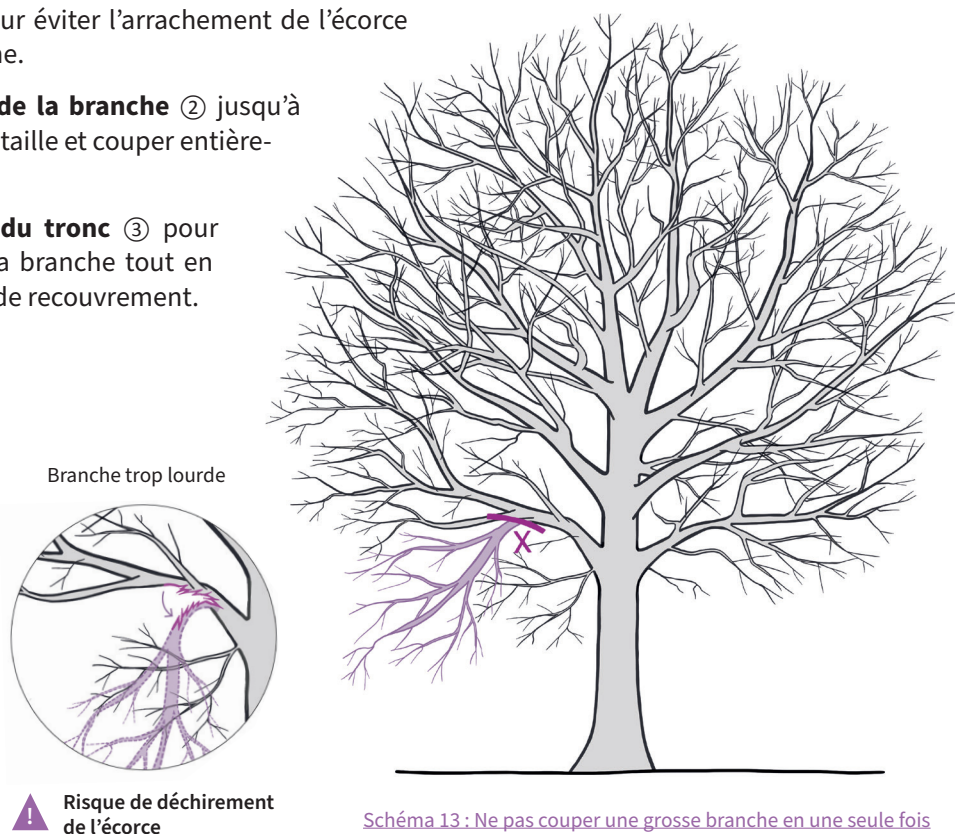 ur éviter l’arrachement de l’écorce
ne.
de la branche ② jusqu’à
taille et couper entière-
du tronc ③ pour
a branche tout en
de recouvrement.
Branche trop lourde
X
! Risque de déchirement
de l’écorce
Schéma 13 : Ne pas couper une grosse branche en une seule fois